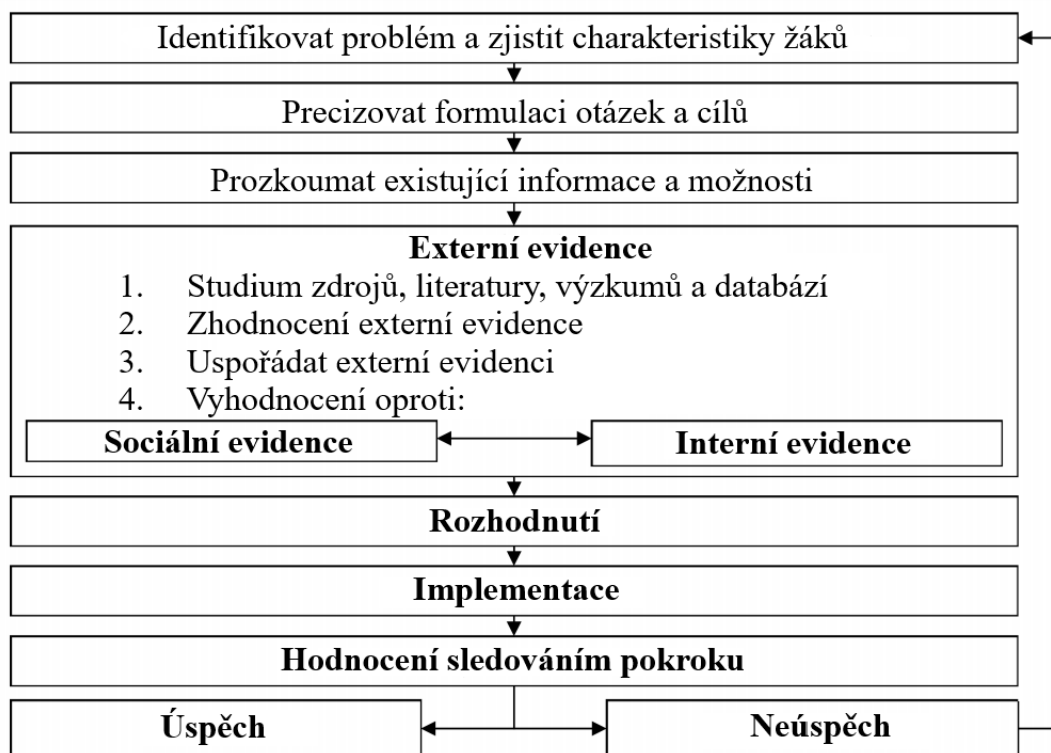 Identifikovat problém a zjistit charakteristiky žáků
Precizovat formulaci otázek a cílů
Prozkoumat existující informace a možnosti
Externí evidence
1. Studium zdrojů, literatury, výzkumů a databází
2. Zhodnocení externí evidence
3. Uspořádat externí evidenci
4. Vyhodnocení oproti:
Sociální evidence
Interní evidence
Rozhodnutí
Implementace
Hodnocení sledováním pokroku
Úspěch
Neúspěch